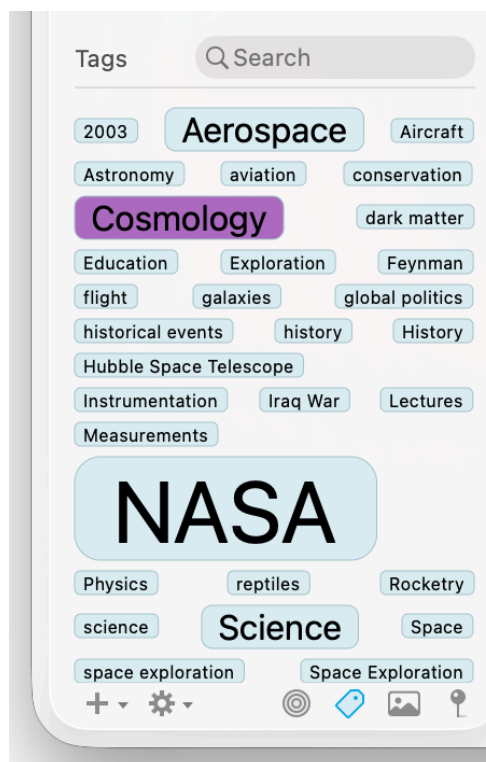 Tags Search
2003 Aerospace Aircraft
Astronomy aviation conservation
Cosmology dark matter
Education Exploration Feynman
flight galaxies global politics
historical events history History
Hubble Space Telescope
Instrumentation Iraq War Lectures
Measurements
NASA
Physics reptiles Rocketry
science Science Space
space exploration Space Exploration